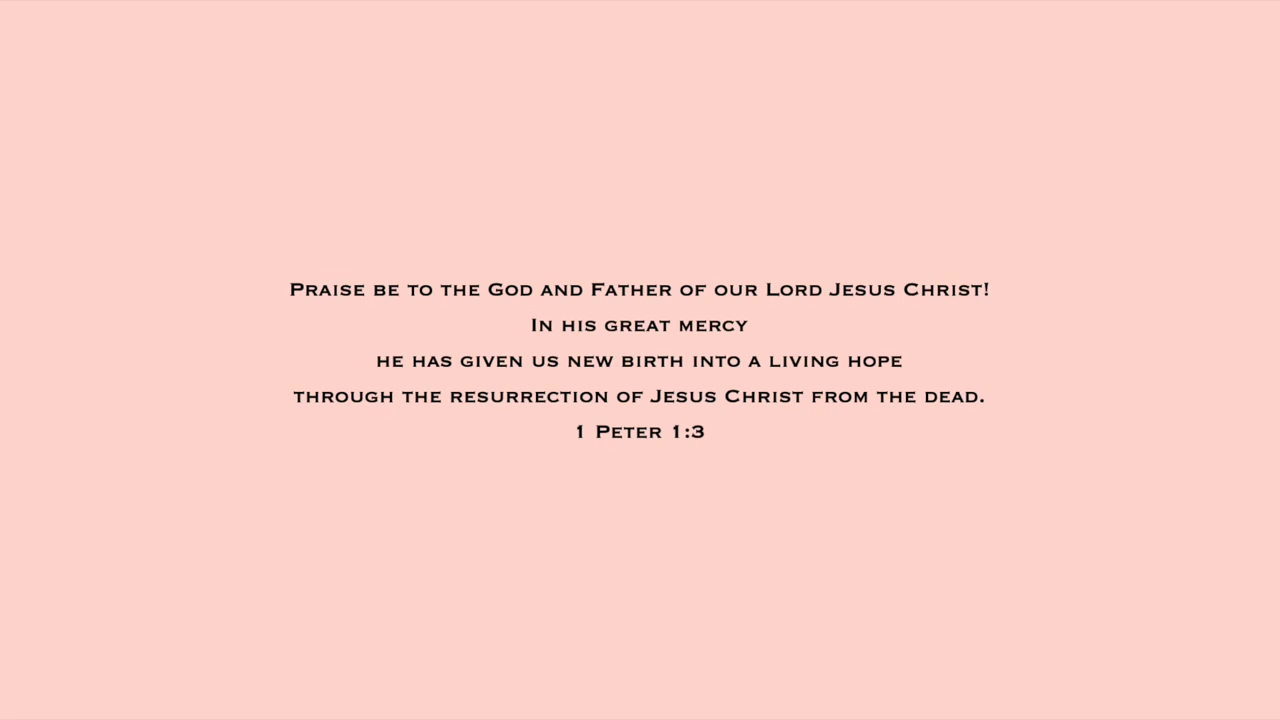 Praise be to the God and Father of our Lord Jesus Christ!
In his great mercy
he has given us new birth into a living hope
through the resurrection of Jesus Christ from the dead.
1 Peter 1:3